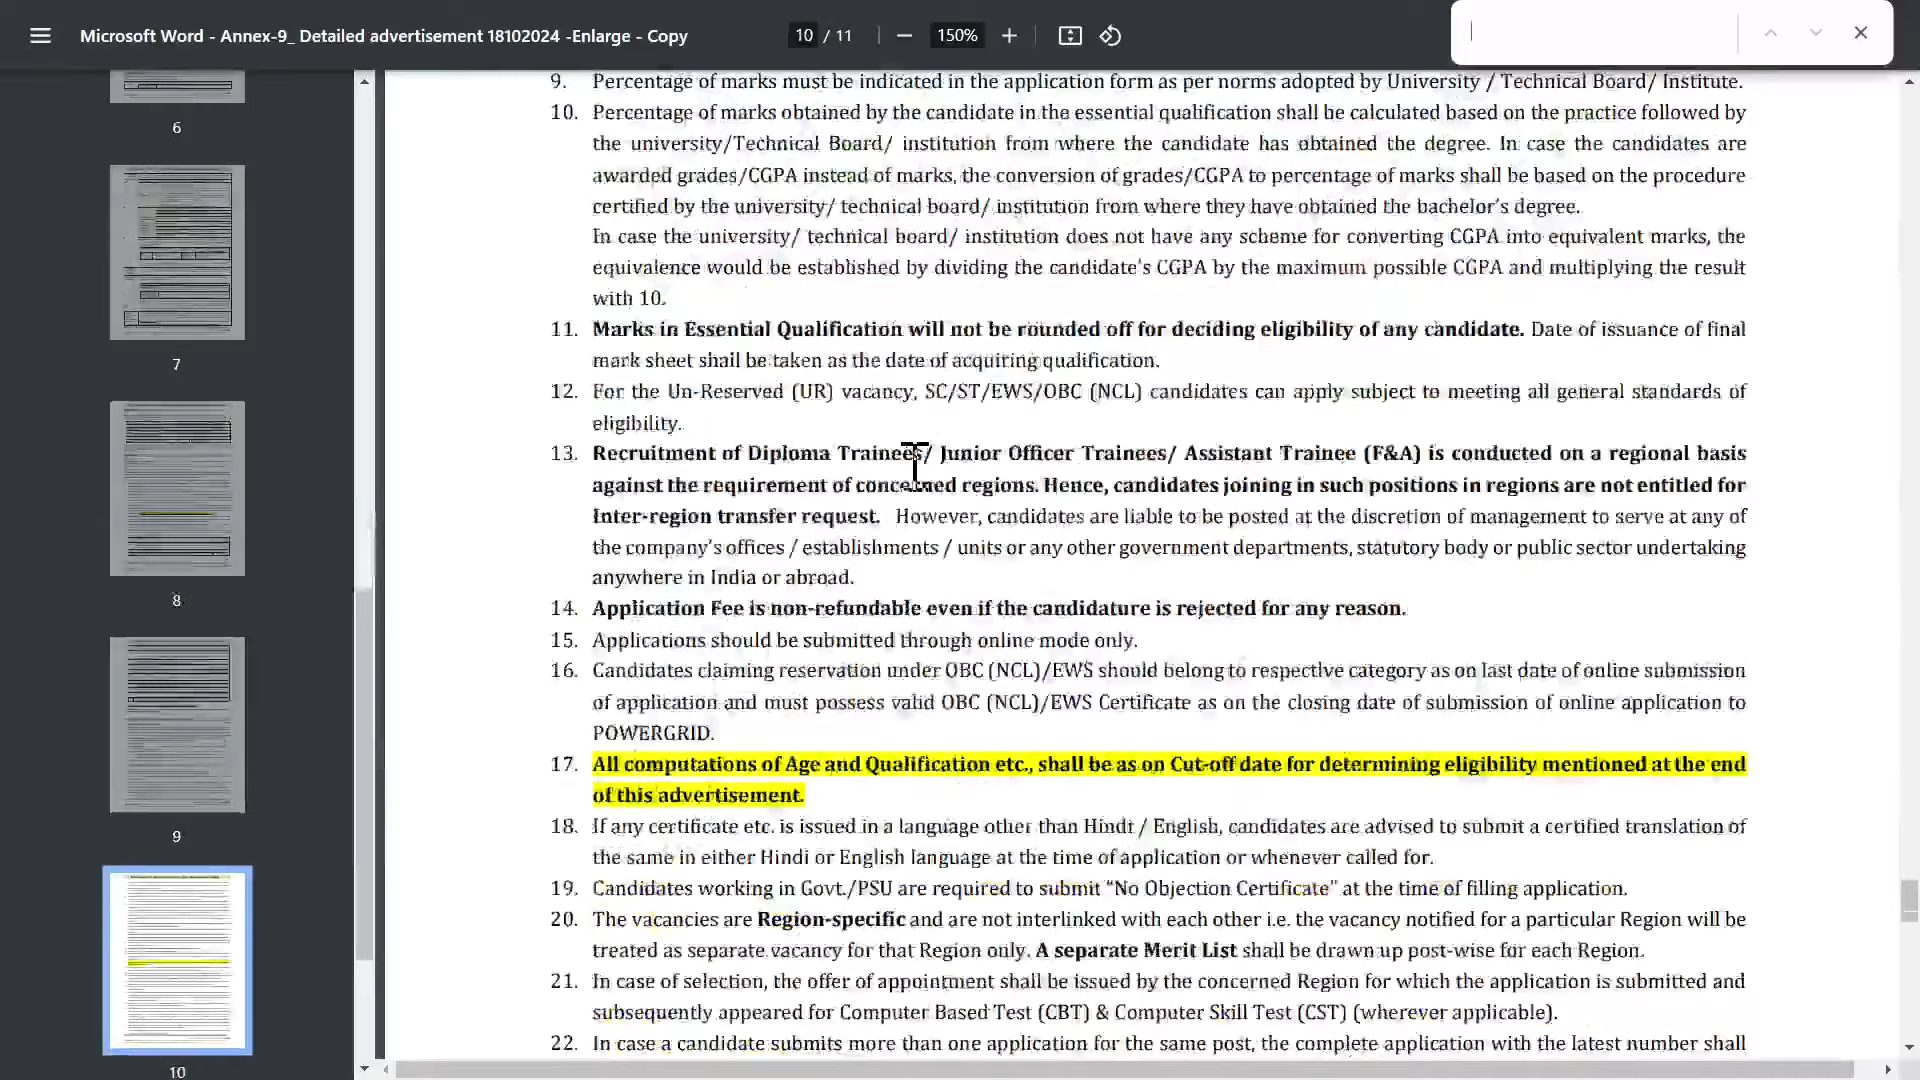 Microsoft Word - Annex-9_ Detailed advertisement 18102024 -Enlarge - Copy
10 / 11
150%
6
7
8
9
10
9. Percentage of marks must be indicated in the application form as per norms adopted by University / Technical Board/ Institute.
10. Percentage of marks obtained by the candidate in the essential qualification shall be calculated based on the practice followed by
the university/Technical Board/ institution from where the candidate has obtained the degree. In case the candidates are
awarded grades/CGPA instead of marks, the conversion of grades/CGPA to percentage of marks shall be based on the procedure
certified by the university/ technical board/ institution from where they have obtained the bachelor's degree.
In case the university/ technical board/ institution does not have any scheme for converting CGPA into equivalent marks, the
equivalence would be established by dividing the candidate's CGPA by the maximum possible CGPA and multiplying the result
with 10.
11. Marks in Essential Qualification will not be rounded off for deciding eligibility of any candidate. Date of issuance of final
mark sheet shall be taken as the date of acquiring qualification.
12. For the Un-Reserved (UR) vacancy, SC/ST/EWS/OBC (NCL) candidates can apply subject to meeting all general standards of
eligibility.
13. Recruitment of Diploma Trainees/ Junior Officer Trainees/ Assistant Trainee (F&A) is conducted on a regional basis
against the requirement of concerned regions. Hence, candidates joining in such positions in regions are not entitled for
Inter-region transfer request. However, candidates are liable to be posted at the discretion of management to serve at any of
the company's offices / establishments / units or any other government departments, statutory body or public sector undertaking
anywhere in India or abroad.
14. Application Fee is non-refundable even if the candidature is rejected for any reason.
15. Applications should be submitted through online mode only.
16. Candidates claiming reservation under OBC (NCL)/EWS should belong to respective category as on last date of online submission
of application and must possess valid OBC (NCL)/EWS Certificate as on the closing date of submission of online application to
POWERGRID.
17. All computations of Age and Qualification etc., shall be as on Cut-off date for determining eligibility mentioned at the end
of this advertisement.
18. If any certificate etc. is issued in a language other than Hindi / English, candidates are advised to submit a certified translation of
the same in either Hindi or English language at the time of application or whenever called for.
19. Candidates working in Govt./PSU are required to submit "No Objection Certificate" at the time of filling application.
20. The vacancies are Region-specific and are not interlinked with each other i.e. the vacancy notified for a particular Region will be
treated as separate vacancy for that Region only. A separate Merit List shall be drawn up post-wise for each Region.
21. In case of selection, the offer of appointment shall be issued by the concerned Region for which the application is submitted and
subsequently appeared for Computer Based Test (CBT) & Computer Skill Test (CST) (wherever applicable).
22. In case a candidate submits more than one application for the same post, the complete application with the latest number shall